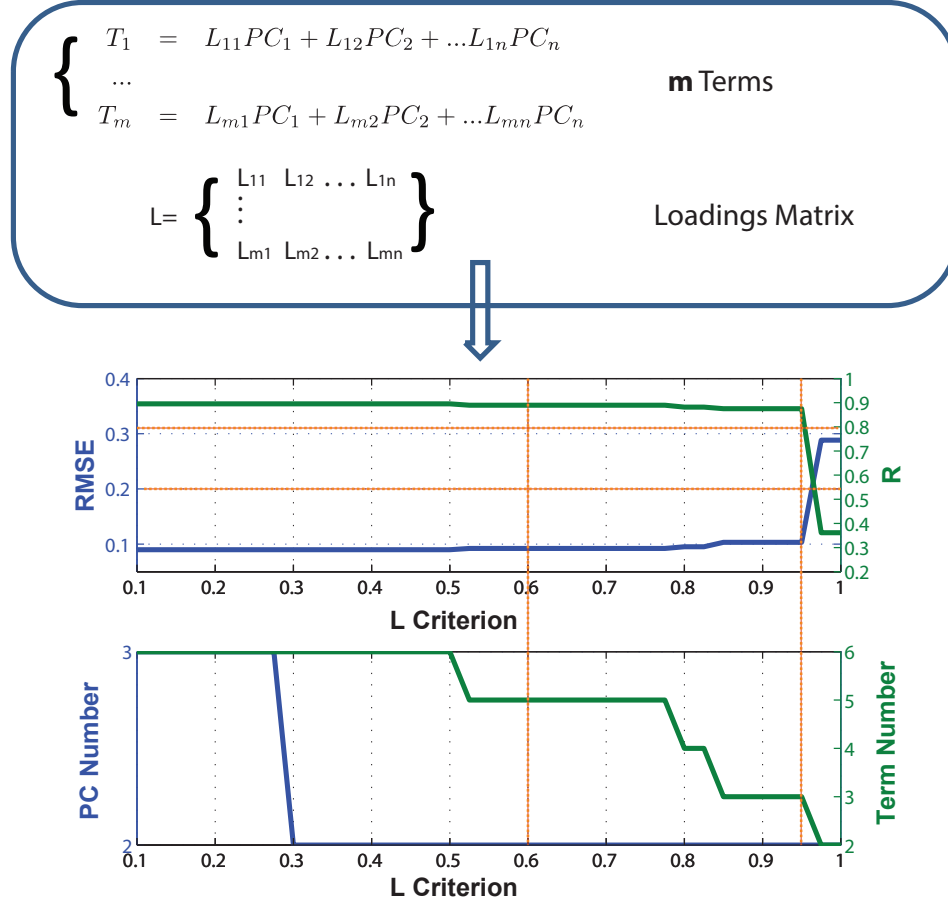 T1 = L11PC1 + L12PC2 + ...L1nPCn
...
m Terms
Tm = Lm1PC1 + Lm2PC2 + ...LmnPCn
L11 L12 ... L1n
L=
Loadings Matrix
Lm1 Lm2 ... Lmn
0.4
0.3
0.2
0.1
RMSE
1
0.9
0.8
0.7
0.6
0.5
0.4
0.3
0.2
R
0.1 0.2 0.3 0.4 0.5 0.6 0.7 0.8 0.9 1
L Criterion
3
2
PC Number
6
5
4
3
2
Term Number
0.1 0.2 0.3 0.4 0.5 0.6 0.7 0.8 0.9 1
L Criterion